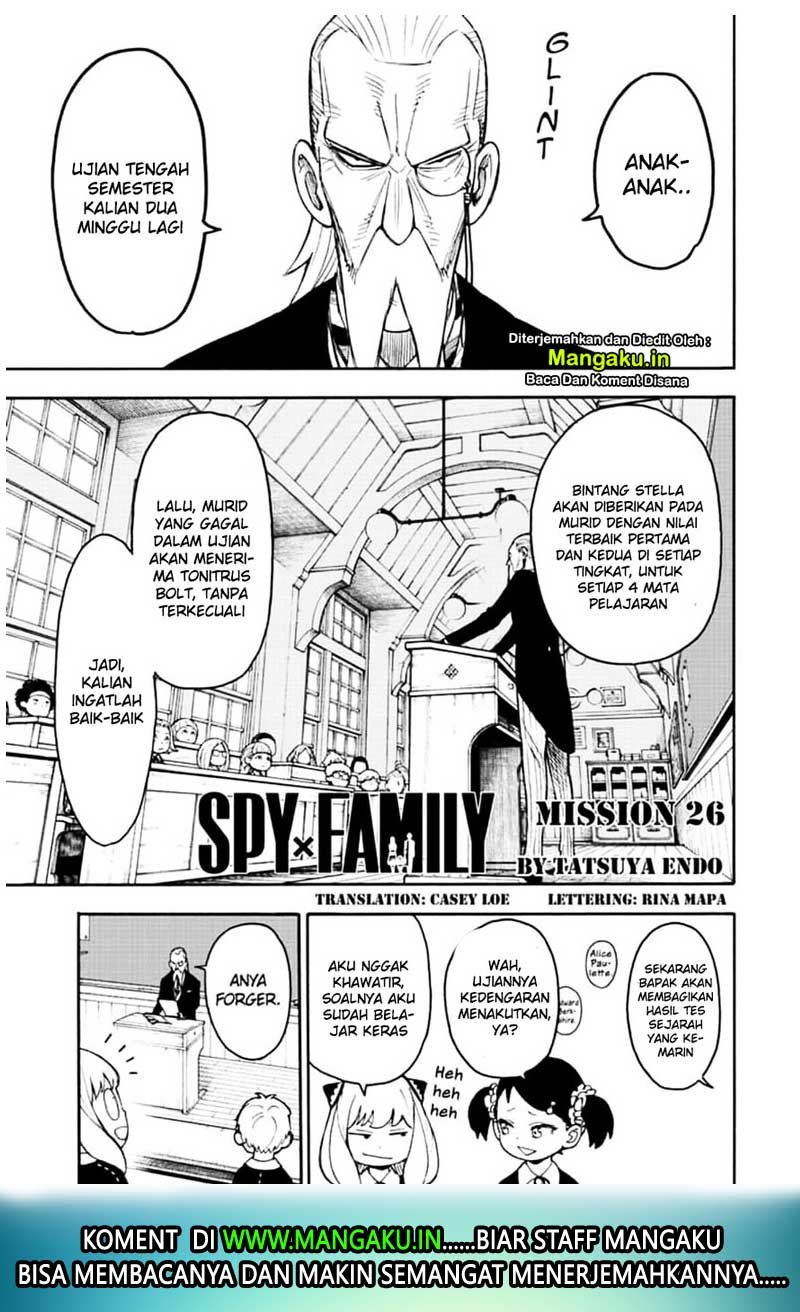 GLINT
ANAK-
ANAK..
UJIAN TENGAH
SEMESTER
KALIAN DUA
MINGGU LAGI
Diterjemahkan dan Diedit Oleh :
Mangaku.in
Baca Dan Koment Disana
BINTANG STELLA
AKAN DIBERIKAN PADA
MURID DENGAN NILAI
TERBAIK PERTAMA
DAN KEDUA DI SETIAP
TINGKAT, UNTUK
SETIAP 4 MATA
PELAJARAN
LALU, MURID
YANG GAGAL
DALAM UJIAN
AKAN MENERI-
MA TONITRUS
BOLT, TANPA
TERKECUALI
JADI,
KALIAN
INGATLAH
BAIK-BAIK
SPY×FAMILY
MISSION 26
BY TATSUYA ENDO
TRANSLATION: CASEY LOE
LETTERING: RINA MAPA
SEKARANG
BAPAK AKAN
MEMBAGIKAN
HASIL TES
SEJARAH
YANG KE-
MARIN
Alice
Pau-
lette.
WAH,
UJIANNYA
KEDENGARAN
MENAKUTKAN,
YA?
AKU NGGAK
KHAWATIR,
SOALNYA AKU
SUDAH BELA-
JAR KERAS
Heh
heh
heh
ANYA
FORGER.
KOMENT DI WWW.MANGAKU.IN......BIAR STAFF MANGAKU
BISA MEMBACANYA DAN MAKIN SEMANGAT MENERJEMAHKANNYA.....